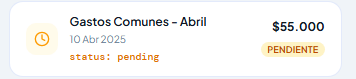 Gastos Comunes - Abril
$55.000
10 Abr 2025
PENDIENTE
status: pending